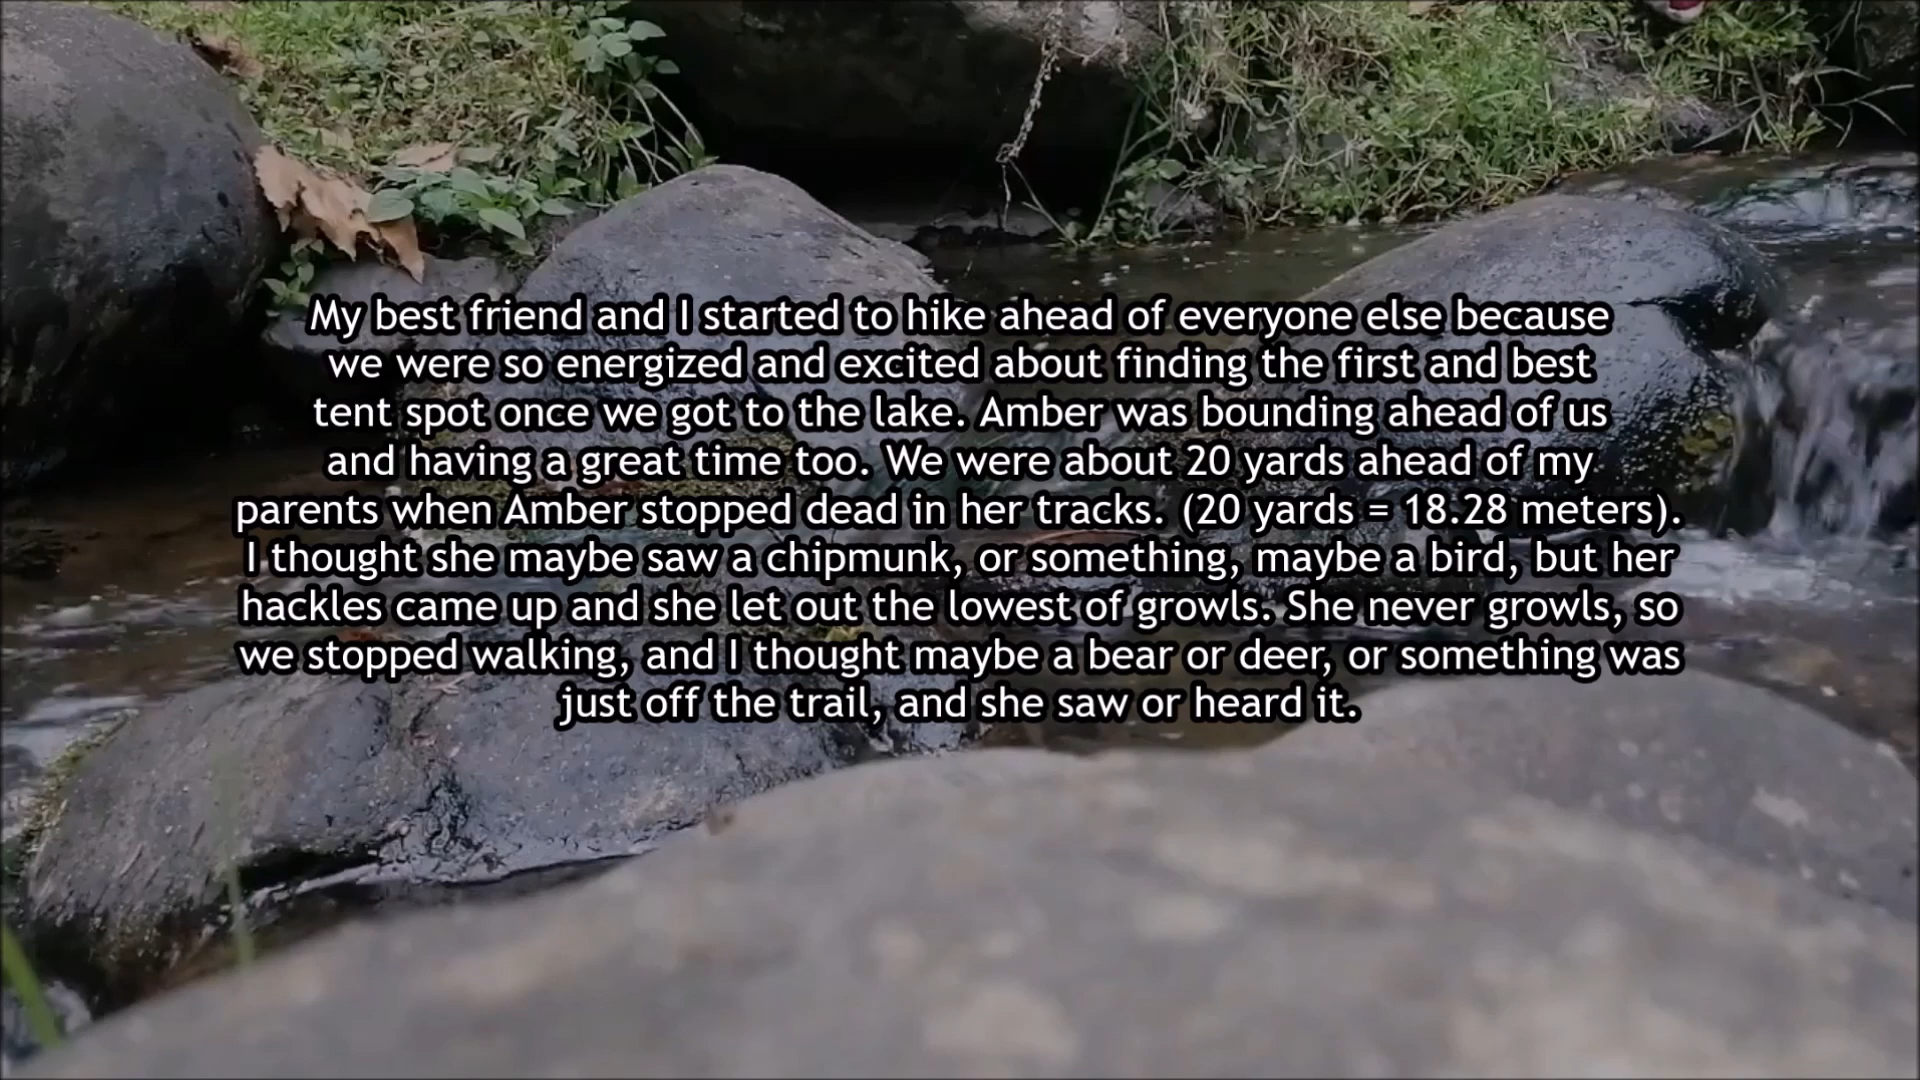 My best friend and I started to hike ahead of everyone else because
we were so energized and excited about finding the first and best
tent spot once we got to the lake. Amber was bounding ahead of us
and having a great time too. We were about 20 yards ahead of my
parents when Amber stopped dead in her tracks. (20 yards = 18.28 meters).
I thought she maybe saw a chipmunk, or something, maybe a bird, but her
hackles came up and she let out the lowest of growls. She never growls, so
we stopped walking, and I thought maybe a bear or deer, or something was
just off the trail, and she saw or heard it.